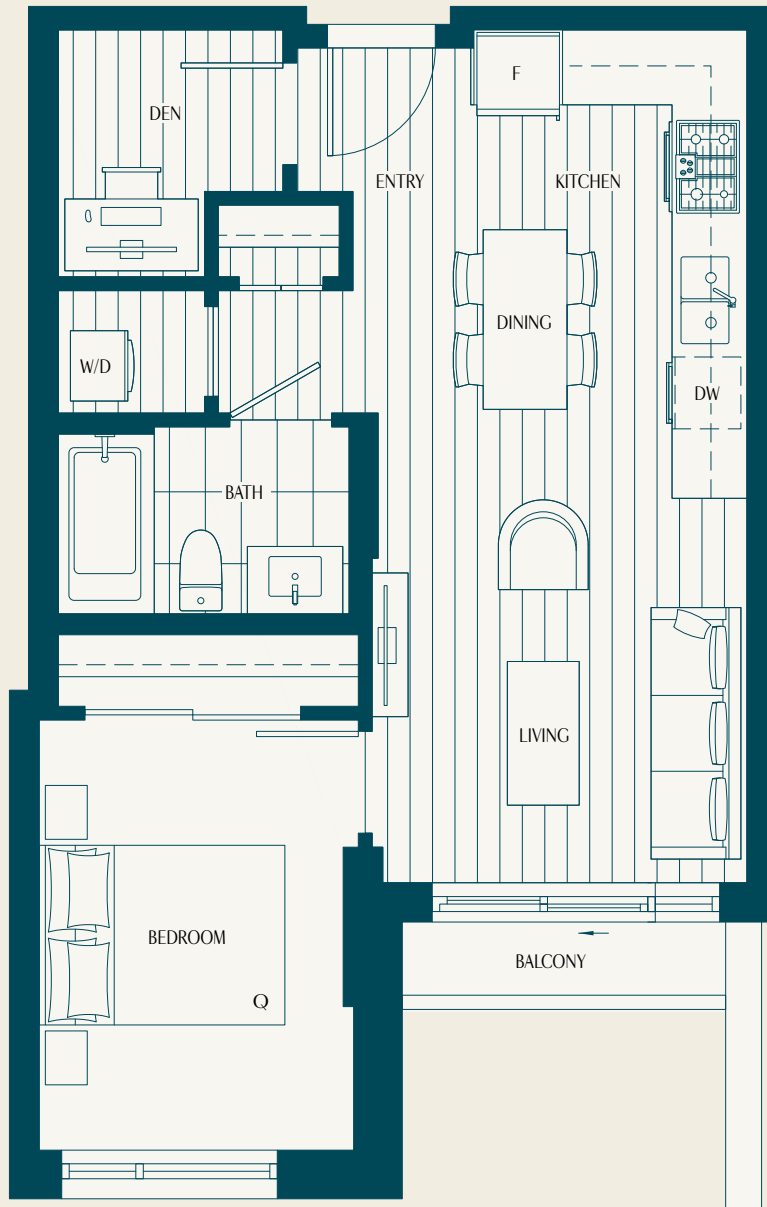 F
DEN
ENTRY
KITCHEN
DINING
W/D
DW
BATH
LIVING
BEDROOM
BALCONY
Q